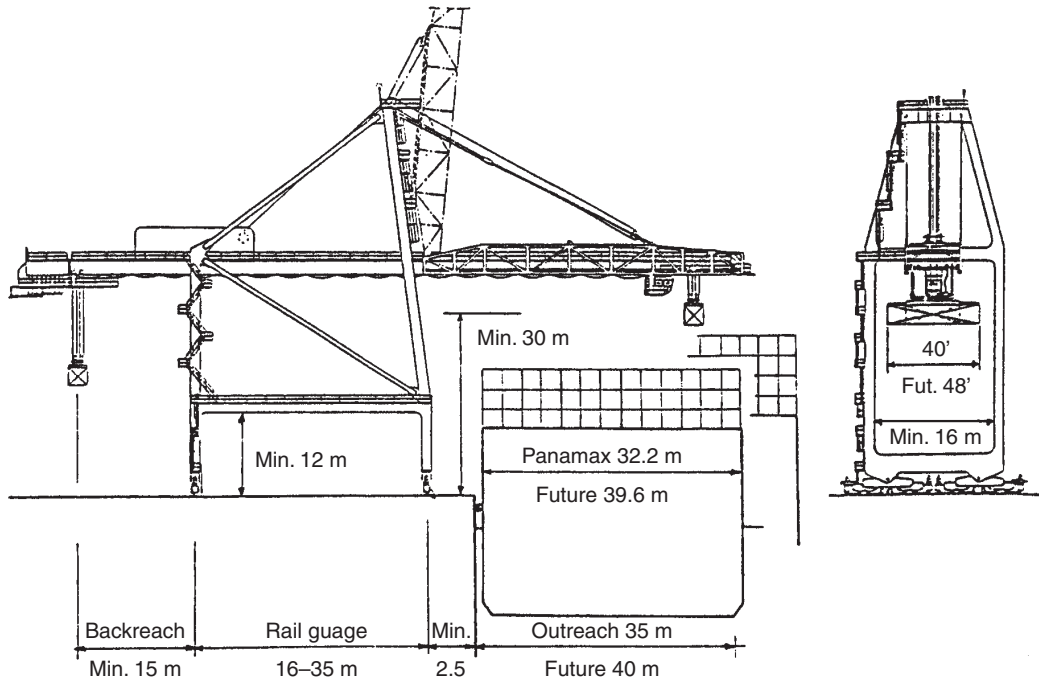 Min. 30 m
40’
Fut. 48’
Min. 16 m
Min. 12 m
Panamax 32.2 m
Future 39.6 m
Backreach
Min. 15 m
Rail guage
16–35 m
Min.
2.5
Outreach 35 m
Future 40 m